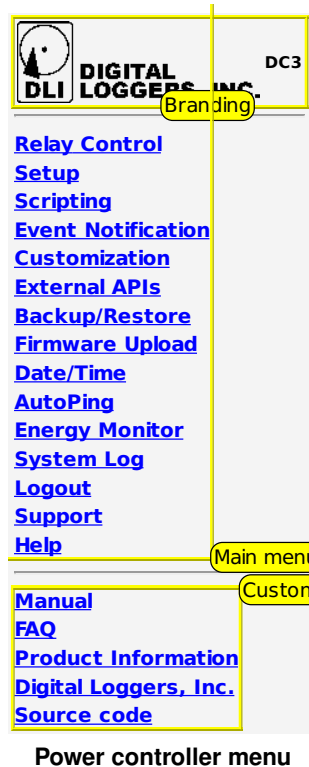 DIGITAL
DLI LOGGERS, INC.
DC3
Branding
Relay Control
Setup
Scripting
Event Notification
Customization
External APIs
Backup/Restore
Firmware Upload
Date/Time
AutoPing
Energy Monitor
System Log
Logout
Support
Help
Main menu
Custom
Manual
FAQ
Product Information
Digital Loggers, Inc.
Source code
Power controller menu